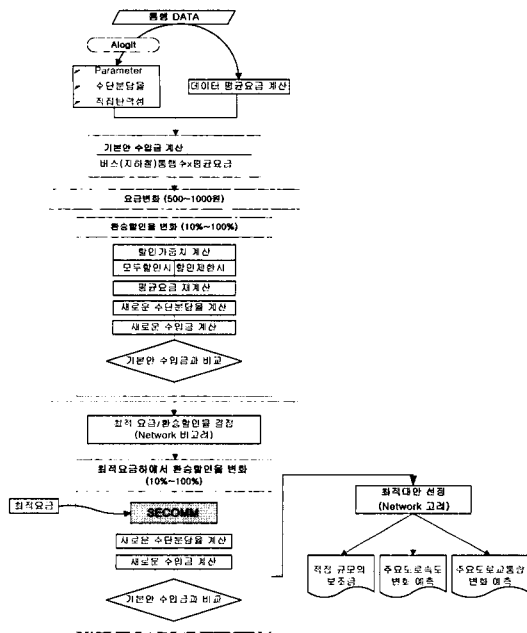 통행 DATA
Alogit
Parameter
수단분담율
직접탄력성
데이터 평균요금 계산
기본안 수입금 계산
버스(지하철)통행수x평균요금
요금변화 (500~1000원)
환승할인율 변화 (10%~100%)
할인가중치 계산
모두할인시 할인제한시
평균요금 재계산
새로운 수단분담율 계산
새로운 수입금 계산
기본안 수입금과 비교
최적 요금/환승할인율 결정
(Network 비고려)
최적요금하에서 환승할인율 변화
(10%~100%)
최적요금
SECOMM
새로운 수단분담율 계산
새로운 수입금 계산
기본안 수입금과 비교
최적대안 선정
(Network 고려)
적정 규모의
보조금
주요도로속도
변화 예측
주요도로교통량
변화 예측